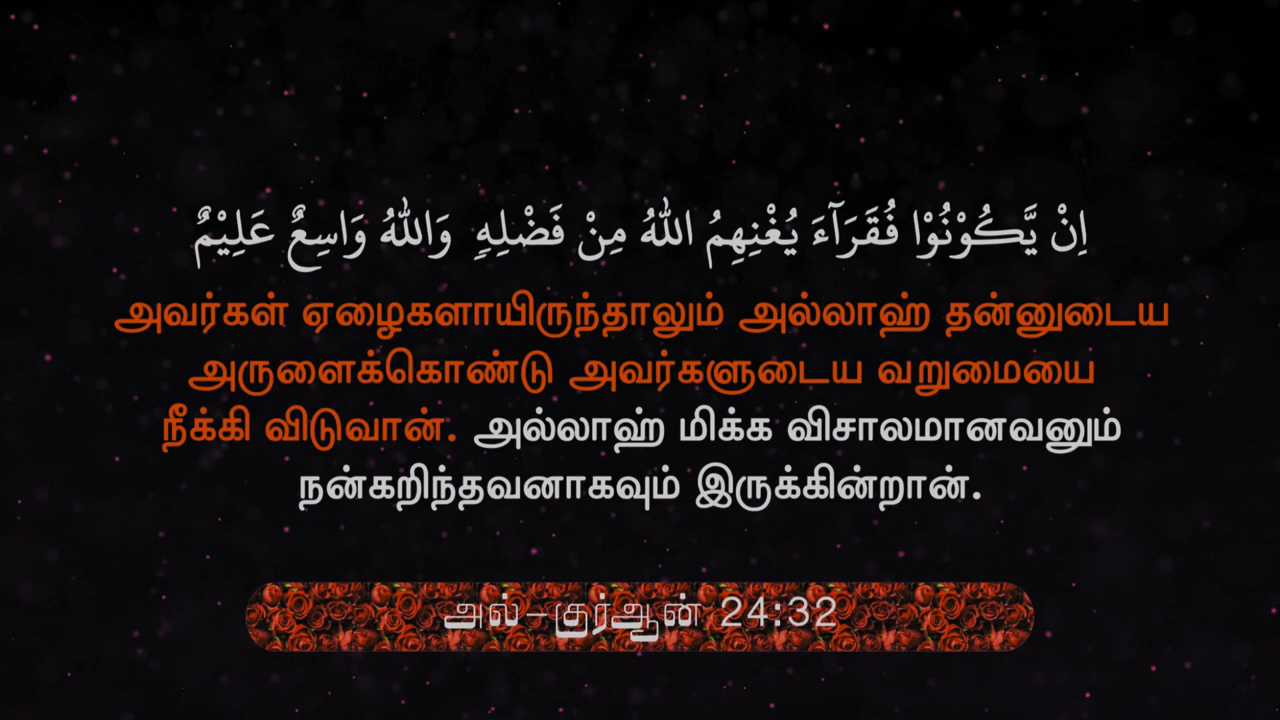 اِنْ يَّكُوْنُوْا فُقَرَآءَ يُغْنِهِمُ اللّٰهُ مِنْ فَضْلِهٖ وَاللّٰهُ وَاسِعٌ عَلِيْمٌ
அவர்கள் ஏழைகளாயிருந்தாலும் அல்லாஹ் தன்னுடைய
அருளைக்கொண்டு அவர்களுடைய வறுமையை
நீக்கி விடுவான். அல்லாஹ் மிக்க விசாலமானவனும்
நன்கறிந்தவனாகவும் இருக்கின்றான்.
அல்-குர்ஆன் 24:32